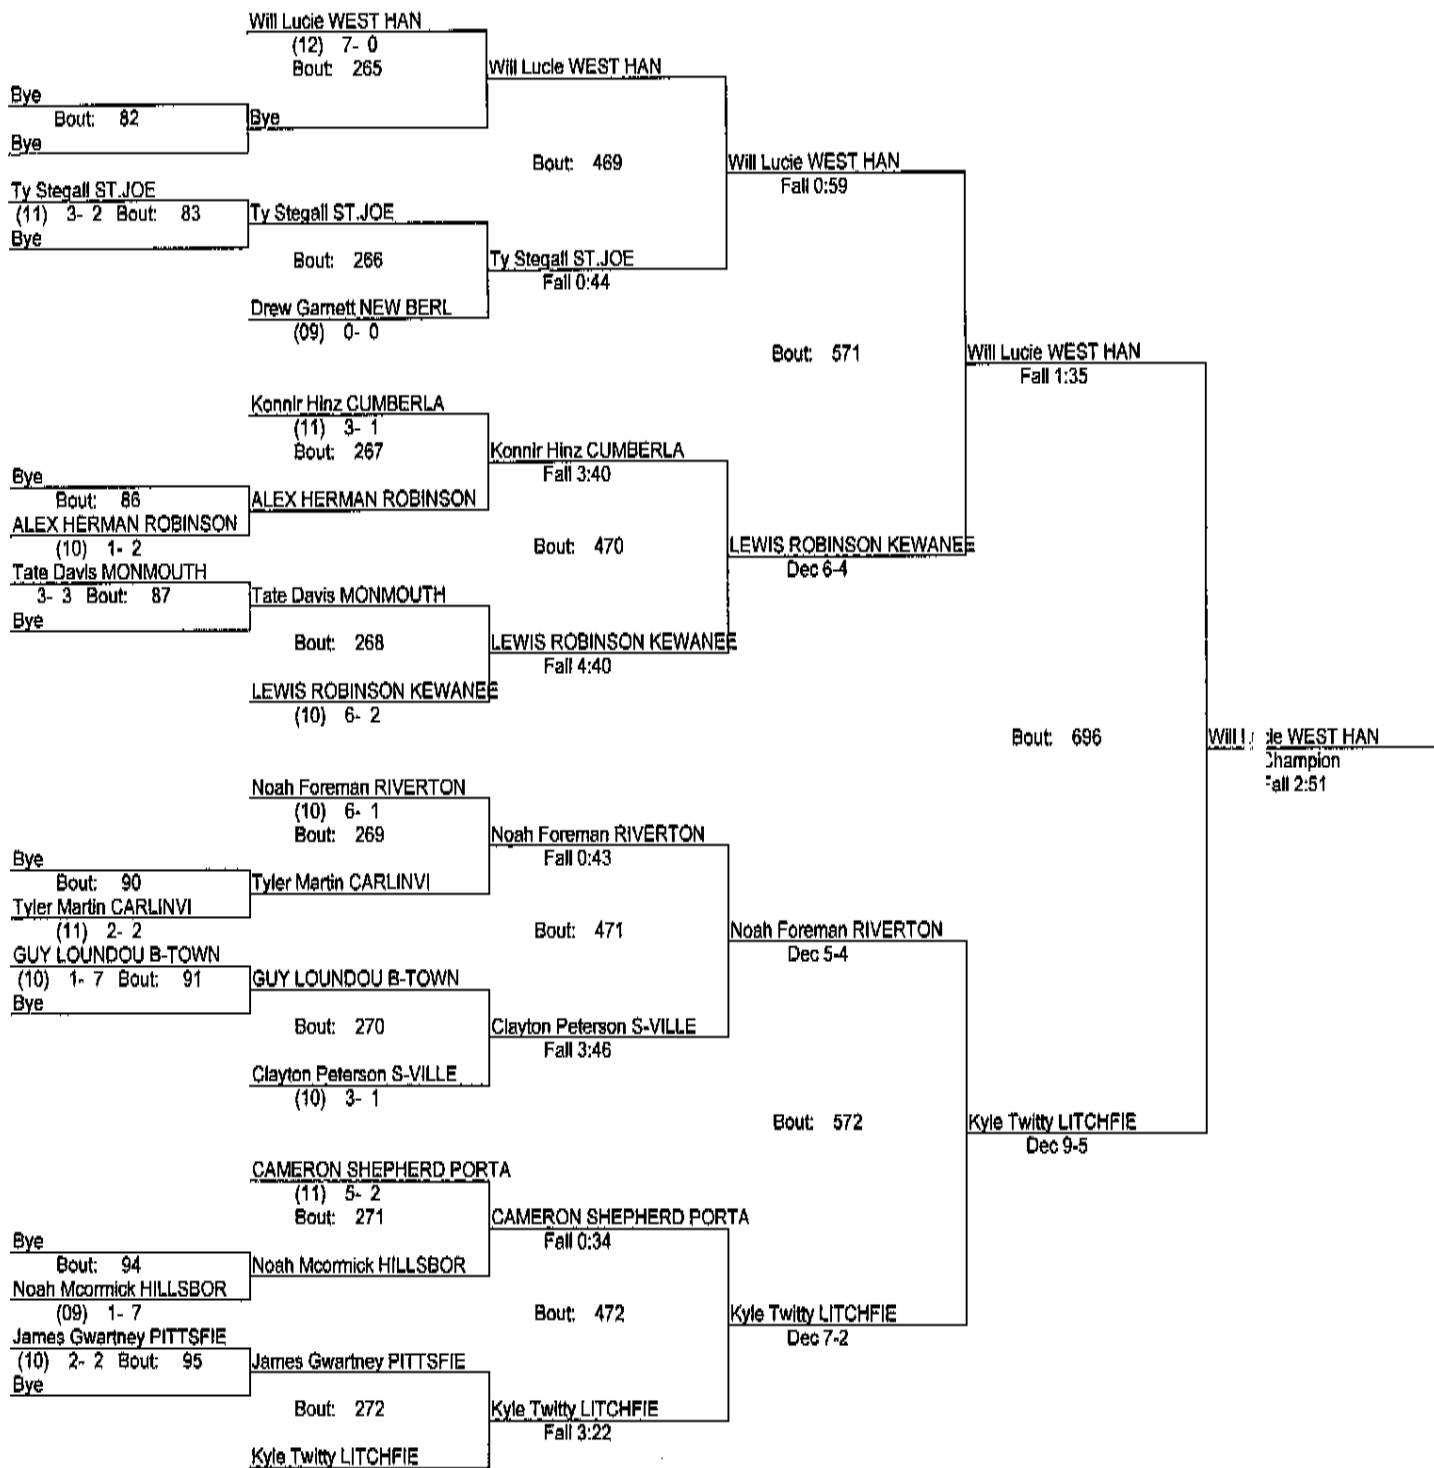 Will Lucie WEST HAN
(12) 7- 0
Bout: 265
Will Lucie WEST HAN
Bye
Bout: 82
Bye
Bye
Bout: 469
Will Lucie WEST HAN
Fall 0:59
Ty Stegall ST.JOE
(11) 3- 2 Bout: 83
Ty Stegall ST.JOE
Bye
Bout: 266
Ty Stegall ST.JOE
Fall 0:44
Drew Garnett NEW BERL
(09) 0- 0
Bout: 571
Will Lucie WEST HAN
Fall 1:35
Konnir Hinz CUMBERLA
(11) 3- 1
Bout: 267
Konnir Hinz CUMBERLA
Fall 3:40
Bye
Bout: 86
ALEX HERMAN ROBINSON
ALEX HERMAN ROBINSON
(10) 1- 2
Bout: 470
LEWIS ROBINSON KEWANEE
Dec 6-4
Tate Davis MONMOUTH
3- 3 Bout: 87
Tate Davis MONMOUTH
Bye
Bout: 268
LEWIS ROBINSON KEWANEE
Fall 4:40
LEWIS ROBINSON KEWANEE
(10) 6- 2
Bout: 696
Will WEST HAN
Champion
Fall 2:51
Noah Foreman RIVERTON
(10) 6- 1
Bout: 269
Noah Foreman RIVERTON
Fall 0:43
Bye
Bout: 90
Tyler Martin CARLINVI
Tyler Martin CARLINVI
(11) 2- 2
Bout: 471
Noah Foreman RIVERTON
Dec 5-4
GUY LOUNDOU B-TOWN
(10) 1- 7 Bout: 91
GUY LOUNDOU B-TOWN
Bye
Bout: 270
Clayton Peterson S-VILLE
Fall 3:46
Clayton Peterson S-VILLE
(10) 3- 1
Bout: 572
Kyle Twitty LITCHFIE
Dec 9-5
CAMERON SHEPHERD PORTA
(11) 5- 2
Bout: 271
CAMERON SHEPHERD PORTA
Fall 0:34
Bye
Bout: 94
Noah Mcormick HILLSBOR
Noah Mcormick HILLSBOR
(09) 1- 7
Bout: 472
Kyle Twitty LITCHFIE
Dec 7-2
James Gwartney PITTSFIE
(10) 2- 2 Bout: 95
James Gwartney PITTSFIE
Bye
Bout: 272
Kyle Twitty LITCHFIE
Fall 3:22
Kyle Twitty LITCHFIE